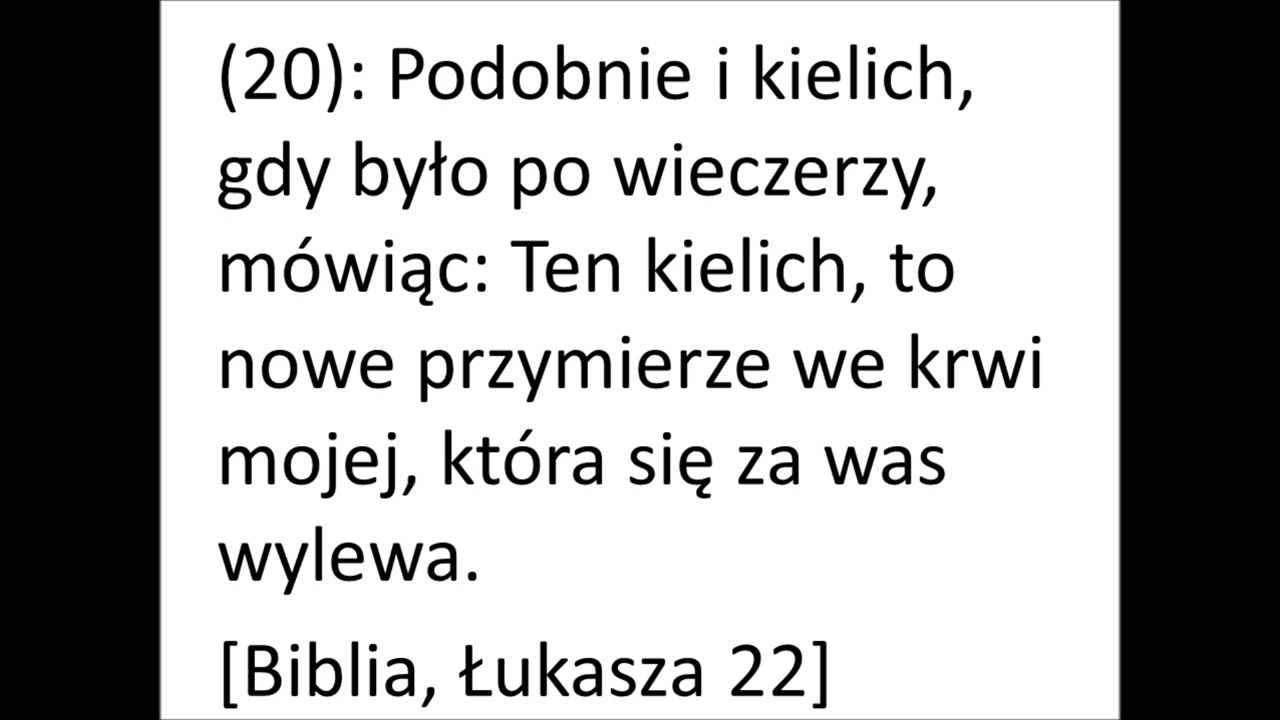 (20): Podobnie i kielich,
gdy było po wieczerzy,
mówiąc: Ten kielich, to
nowe przymierze we krwi
mojej, która się za was
wylewa.
[Biblia, Łukasza 22]